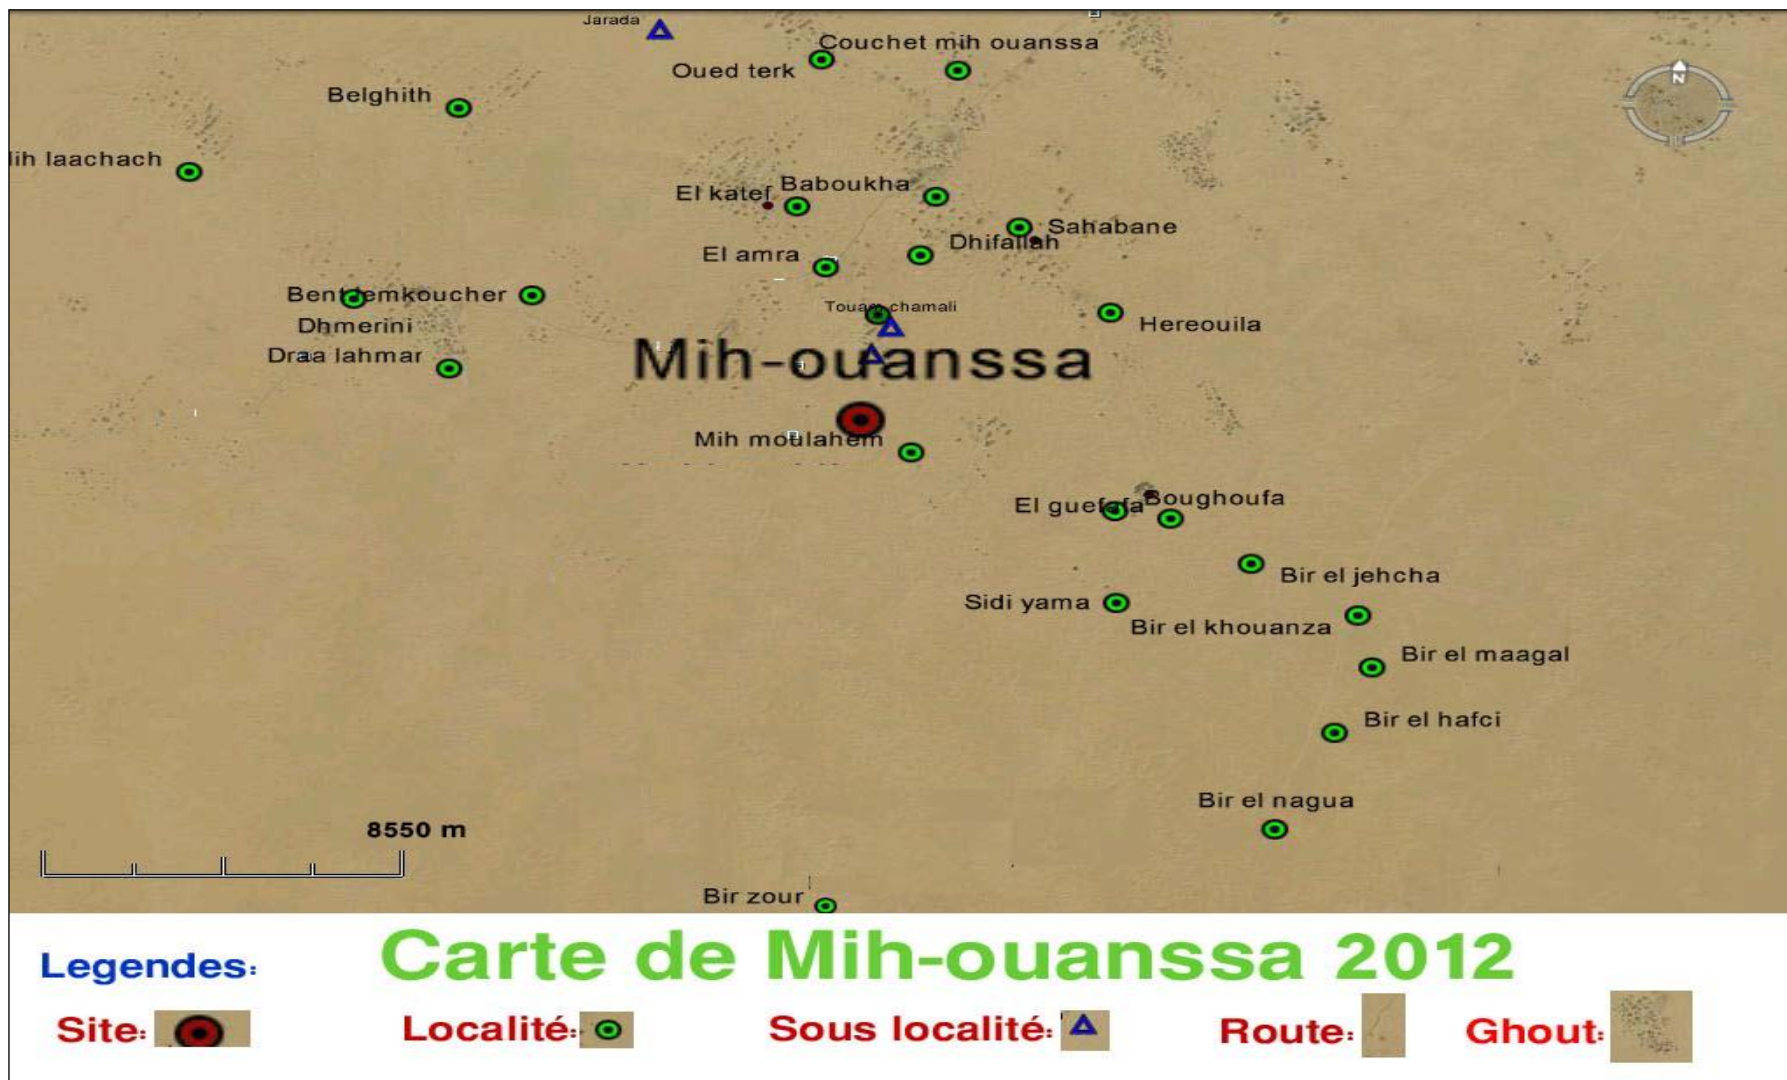 Jarada
Couchet mih ouanssa
Oued terk
Belghith
lih laachach
El katef
Baboukha
Sahabane
Dhifallah
El amra
N
Bent lemkoucher
Dhmerini
Draa lahmar
Touam chamali
Hereouila
Mih-ouanssa
Mih moulahem
El guefafa
Boughoufa
Bir el jehcha
Sidi yama
Bir el khouanza
Bir el maagal
Bir el hafci
Bir el nagua
8550 m
Bir zour
Legendes:
Carte de Mih-ouanssa 2012
Site:
Localité:
Sous localité:
Route:
Ghout: